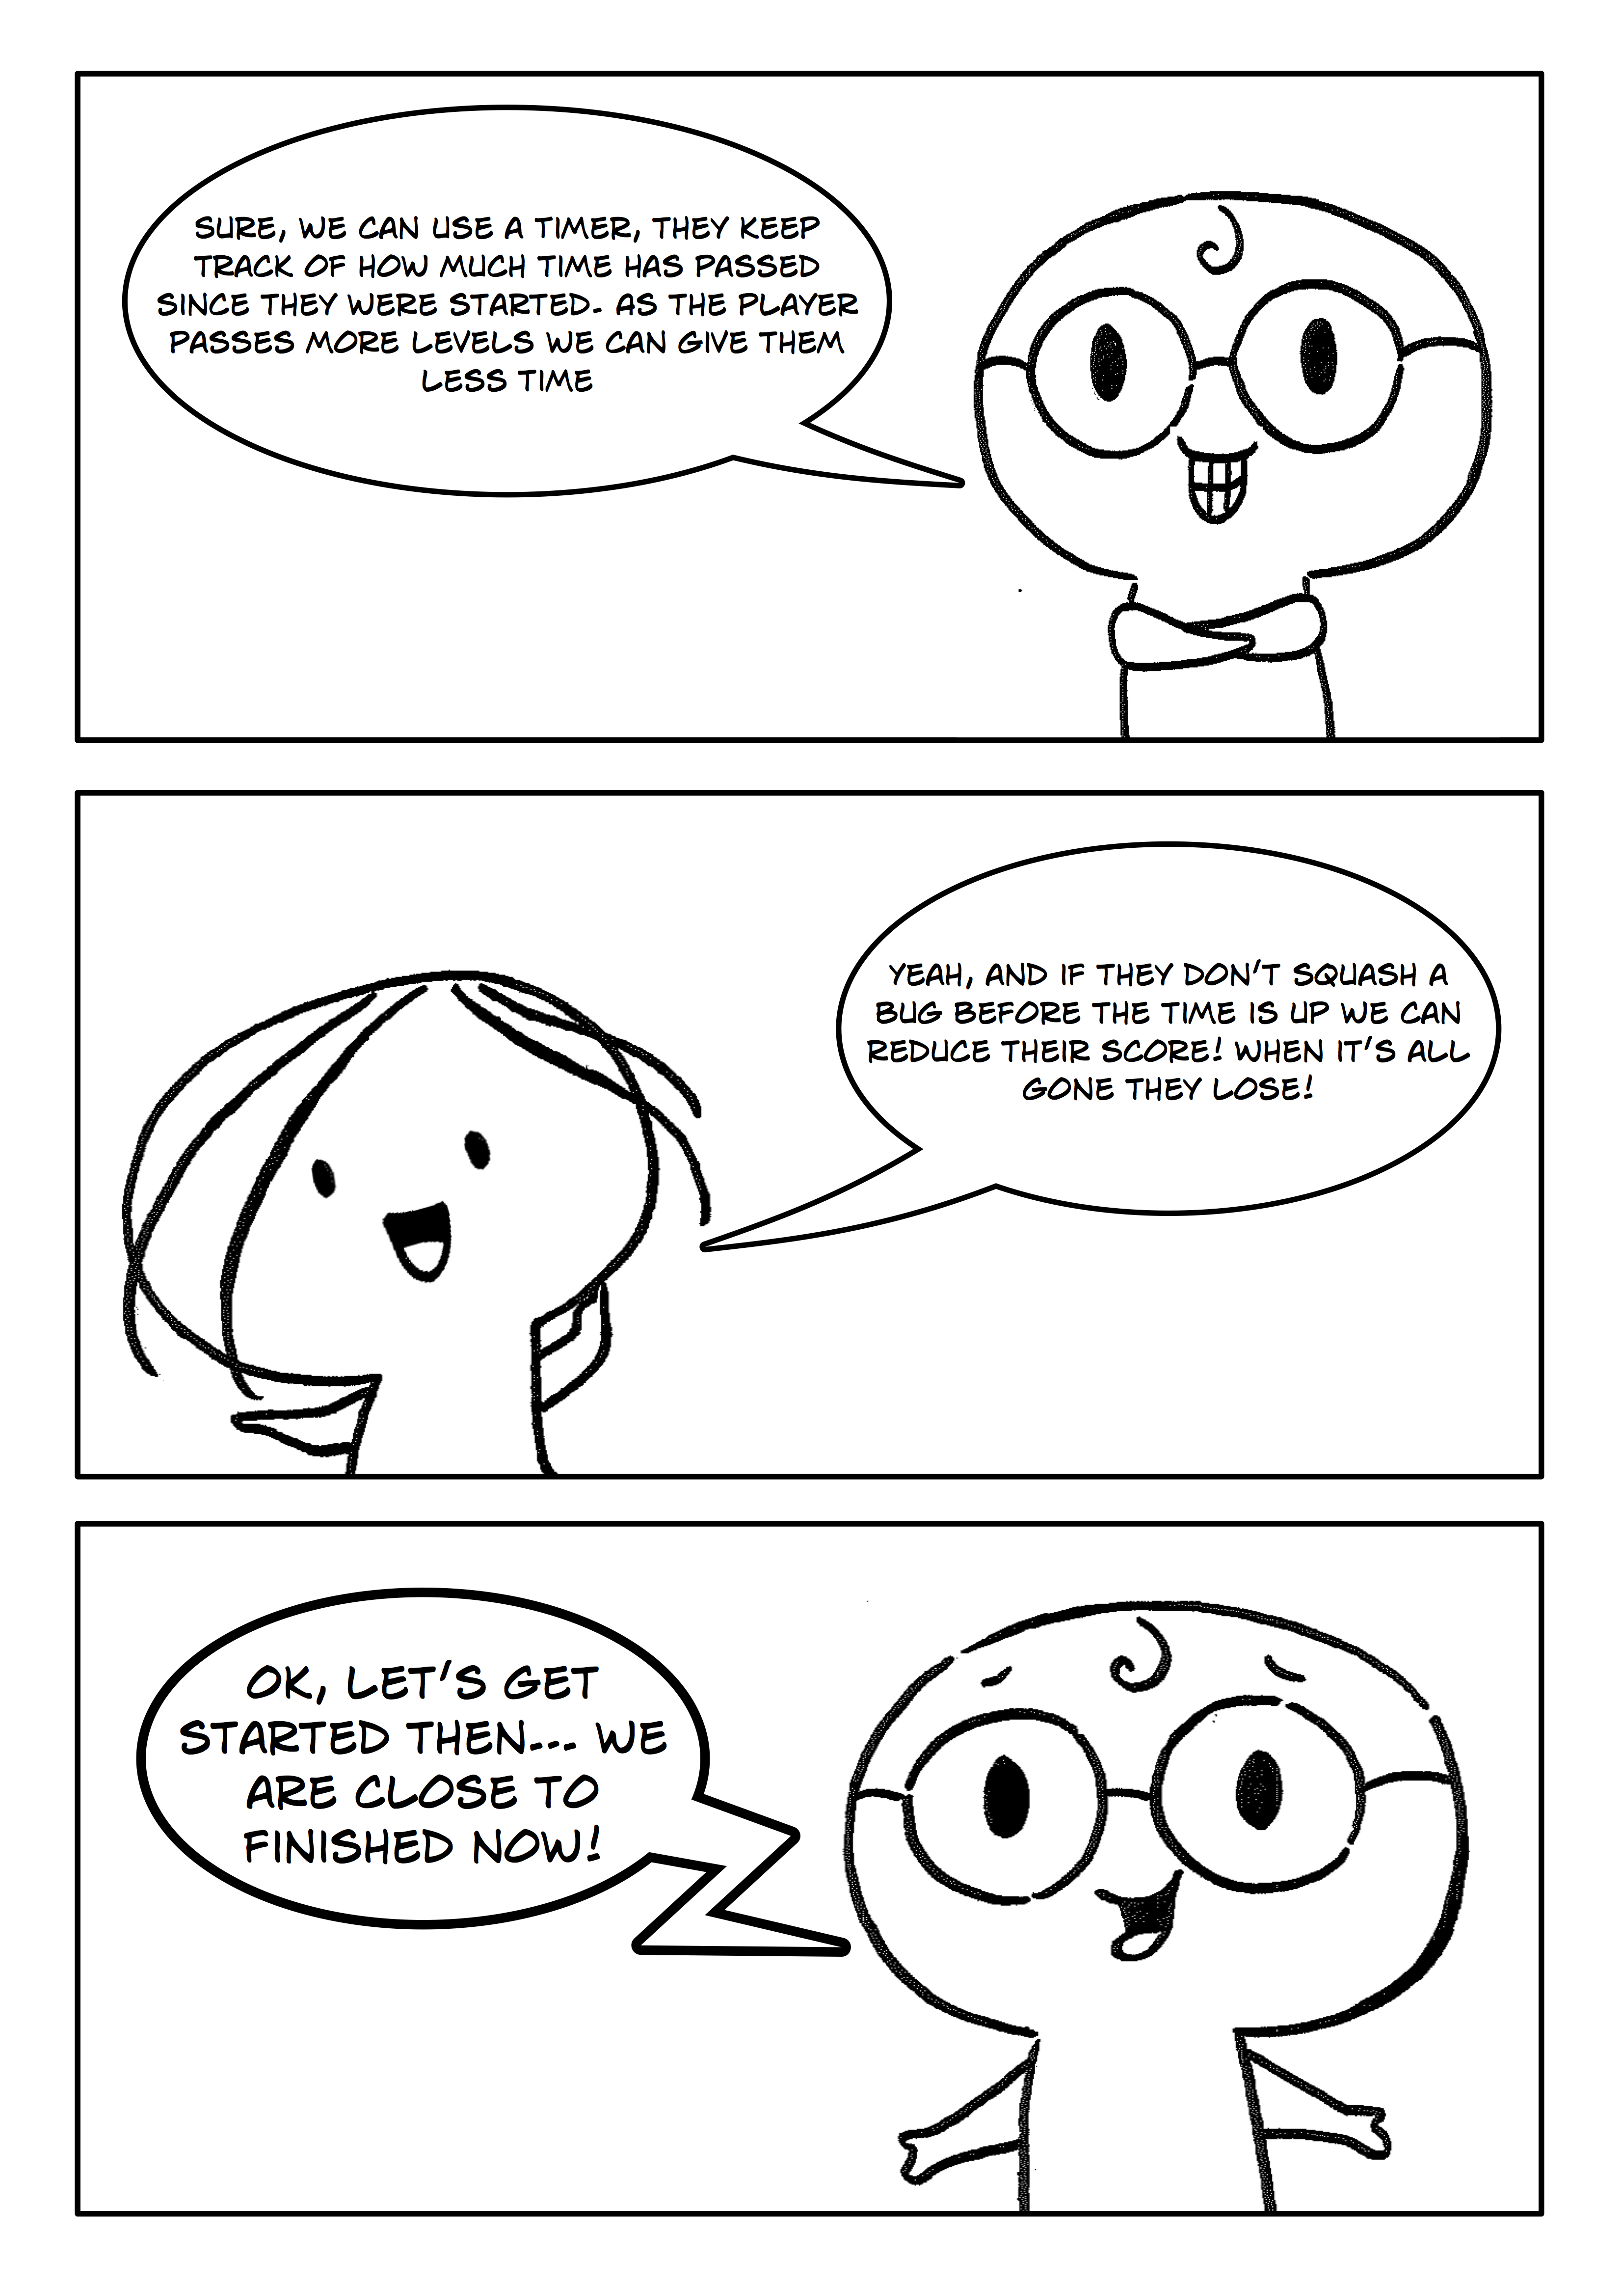 SURE, WE CAN USE A TIMER, THEY KEEP
TRACK OF HOW MUCH TIME HAS PASSED
SINCE THEY WERE STARTED. AS THE PLAYER
PASSES MORE LEVELS WE CAN GIVE THEM
LESS TIME
YEAH, AND IF THEY DON'T SQUASH A
BUG BEFORE THE TIME IS UP WE CAN
REDUCE THEIR SCORE! WHEN IT'S ALL
GONE THEY LOSE!
OK, LET'S GET
STARTED THEN... WE
ARE CLOSE TO
FINISHED NOW!